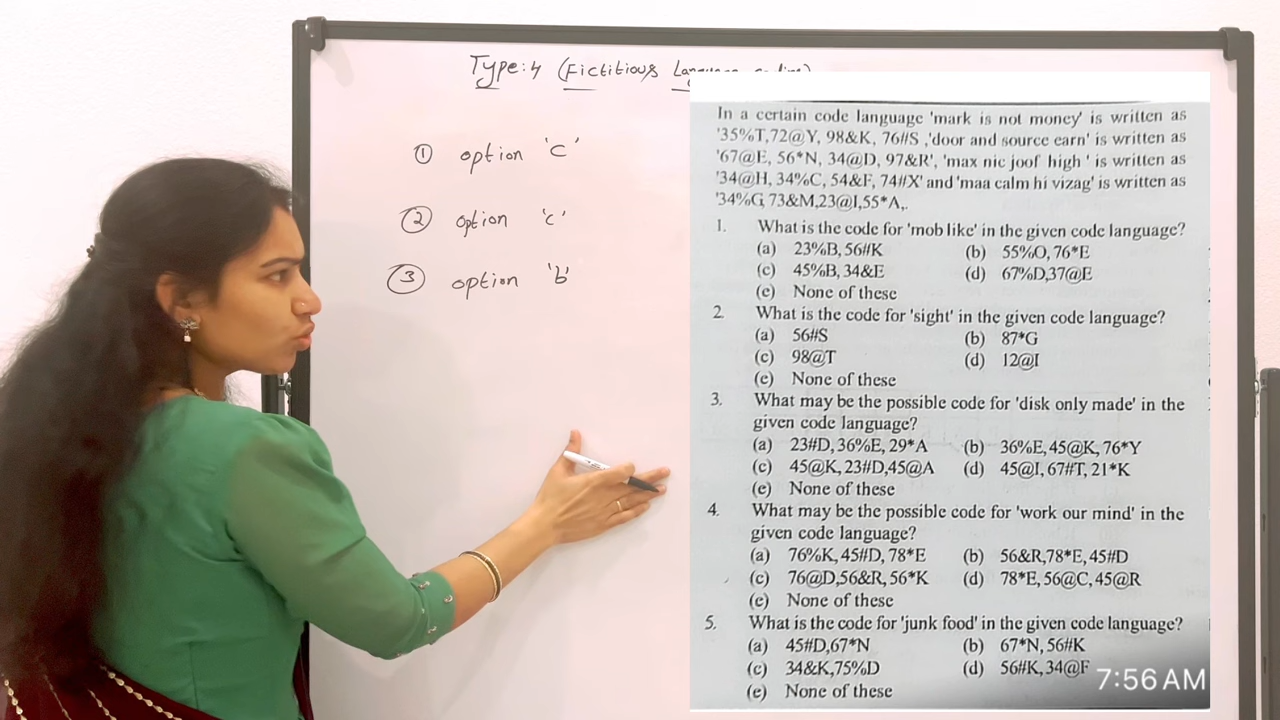 Type:4 (Fictitious
① option 'c'
② option 'c'
③ option 'b'
In a certain code language 'mark is not money' is written as
'35%T,72@Y, 98&K, 76#S ,'door and source earn' is written as
'67@E, 56*N, 34@D, 97&R', 'max nic joof high ' is written as
'34@H, 34%C, 54&F, 74#X' and 'maa calm hi vizag' is written as
'34%G, 73&M,23@I,55*A,.
1. What is the code for 'mob like' in the given code language?
(a) 23%B, 56#K (b) 55%O, 76*E
(c) 45%B, 34&E (d) 67%D,37@E
(e) None of these
2. What is the code for 'sight' in the given code language?
(a) 56#S (b) 87*G
(c) 98@T (d) 12@I
(e) None of these
3. What may be the possible code for 'disk only made' in the
given code language?
(a) 23#D, 36%E, 29*A (b) 36%E, 45@K, 76*Y
(c) 45@K, 23#D,45@A (d) 45@I, 67#T, 21*K
(e) None of these
4. What may be the possible code for 'work our mind' in the
given code language?
(a) 76%K, 45#D, 78*E (b) 56&R,78*E, 45#D
(c) 76@D,56&R, 56*K (d) 78*E, 56@C, 45@R
(e) None of these
5. What is the code for 'junk food' in the given code language?
(a) 45#D,67*N (b) 67*N, 56#K
(c) 34&K,75%D (d) 56#K, 34@F
(e) None of these
7:56 AM